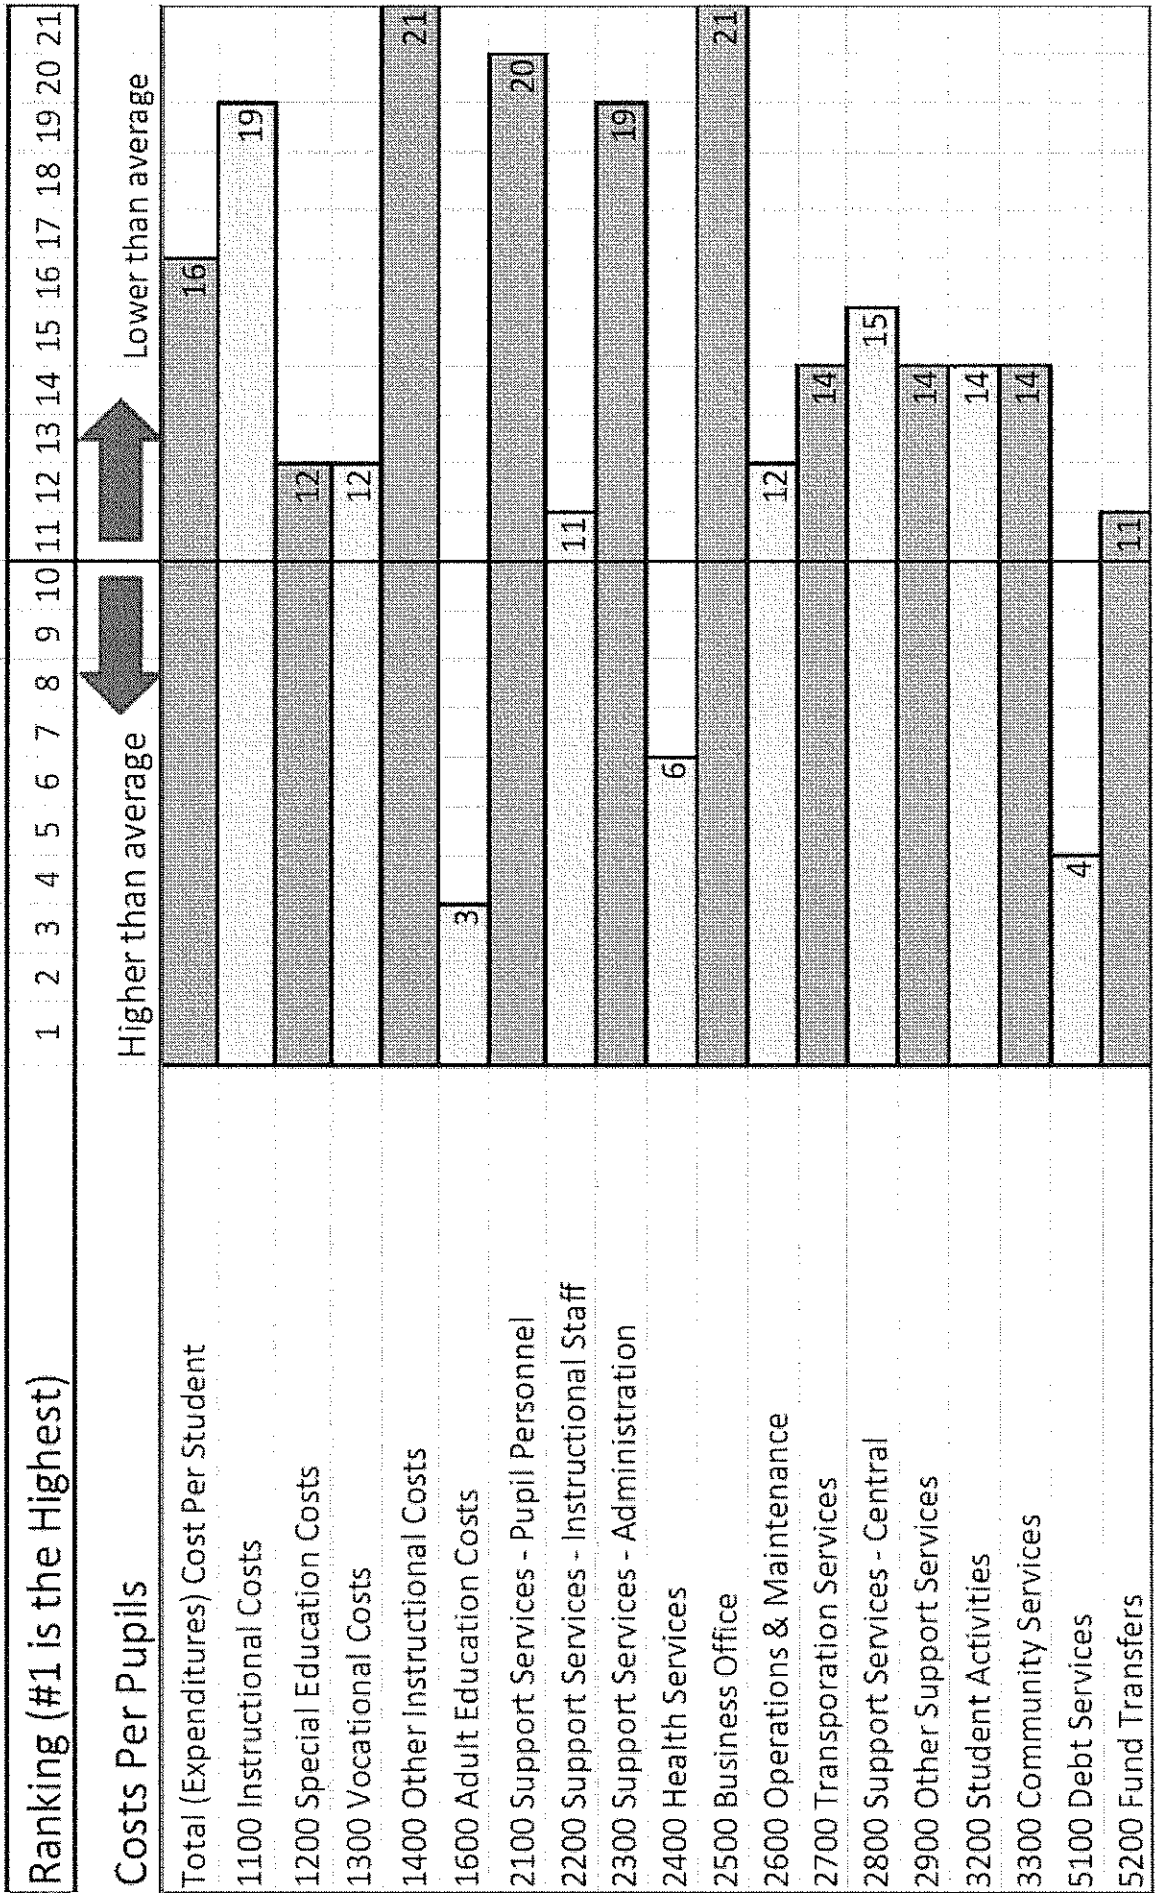 Ranking (#1 is the Highest) 1 2 3 4 5 6 7 8 9 10 11 12 13 14 15 16 17 18 19 20 21
Costs Per Pupils Higher than average Lower than average
Total (Expenditures) Cost Per Student 16
1100 Instructional Costs 19
1200 Special Education Costs 12
1300 Vocational Costs 12
1400 Other Instructional Costs 21
1600 Adult Education Costs 3
2100 Support Services - Pupil Personnel 20
2200 Support Services - Instructional Staff 11
2300 Support Services - Administration 19
2400 Health Services 6
2500 Business Office 21
2600 Operations & Maintenance 12
2700 Transporation Services 14
2800 Support Services - Central 15
2900 Other Support Services 14
3200 Student Activities 14
3300 Community Services 14
5100 Debt Services 4
5200 Fund Transfers 11